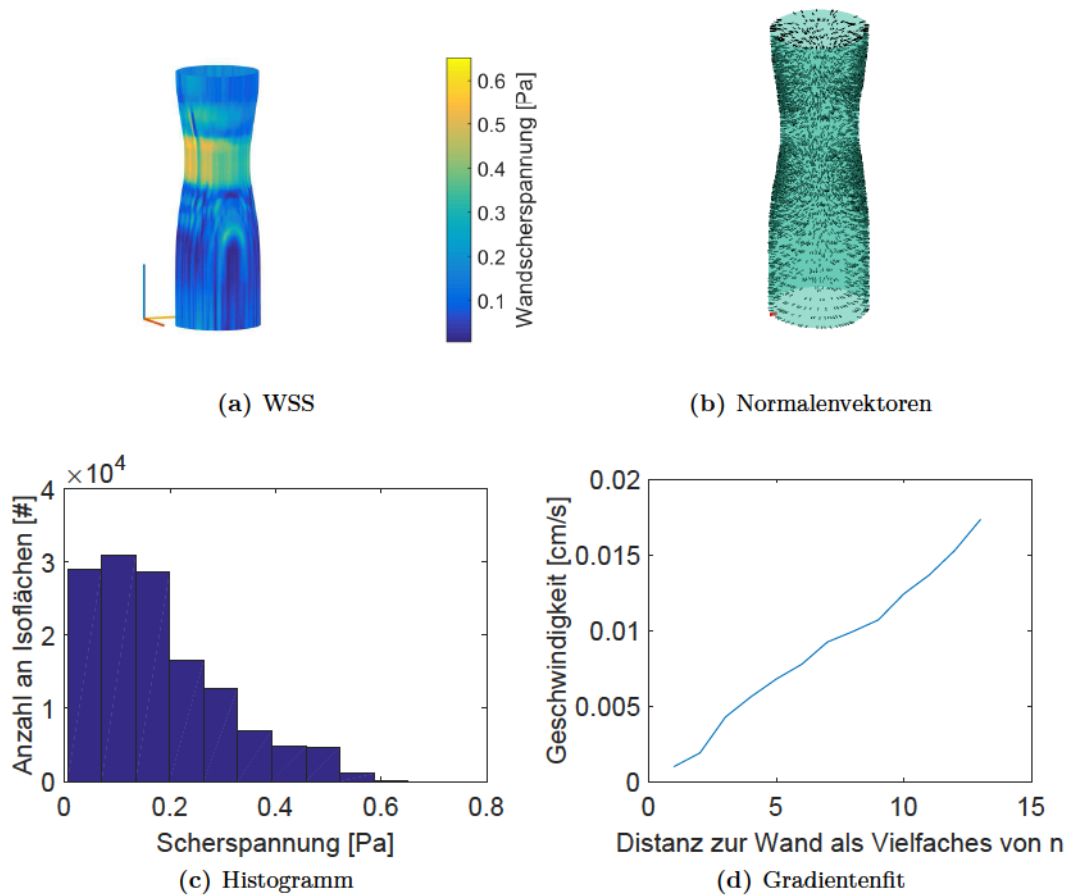 0.6
0.5
0.4
0.3
0.2
0.1
Wandscherspannung [Pa]
(a) WSS
(b) Normalenvektoren
×10⁴
4
3
2
1
0
Anzahl an Isoflächen [#]
0 0.2 0.4 0.6 0.8
Scherspannung [Pa]
(c) Histogramm
0.02
0.015
0.01
0.005
0
Geschwindigkeit [cm/s]
0 5 10 15
Distanz zur Wand als Vielfaches von n
(d) Gradientenfit